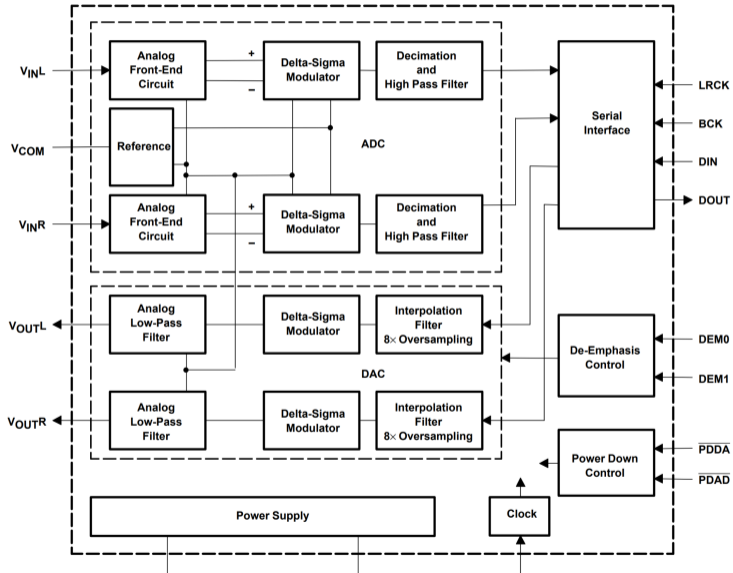 Analog
Front-End
Circuit
+
−
Delta-Sigma
Modulator
Decimation
and
High Pass Filter
VINL
Serial
Interface
LRCK
BCK
DIN
DOUT
VCOM
Reference
ADC
VINR
Analog
Front-End
Circuit
+
−
Delta-Sigma
Modulator
Decimation
and
High Pass Filter
VOUTL
Analog
Low-Pass
Filter
Delta-Sigma
Modulator
Interpolation
Filter
8× Oversampling
De-Emphasis
Control
DEM0
DEM1
DAC
VOUTR
Analog
Low-Pass
Filter
Delta-Sigma
Modulator
Interpolation
Filter
8× Oversampling
Power Down
Control
PDDA
PDAD
Power Supply
Clock